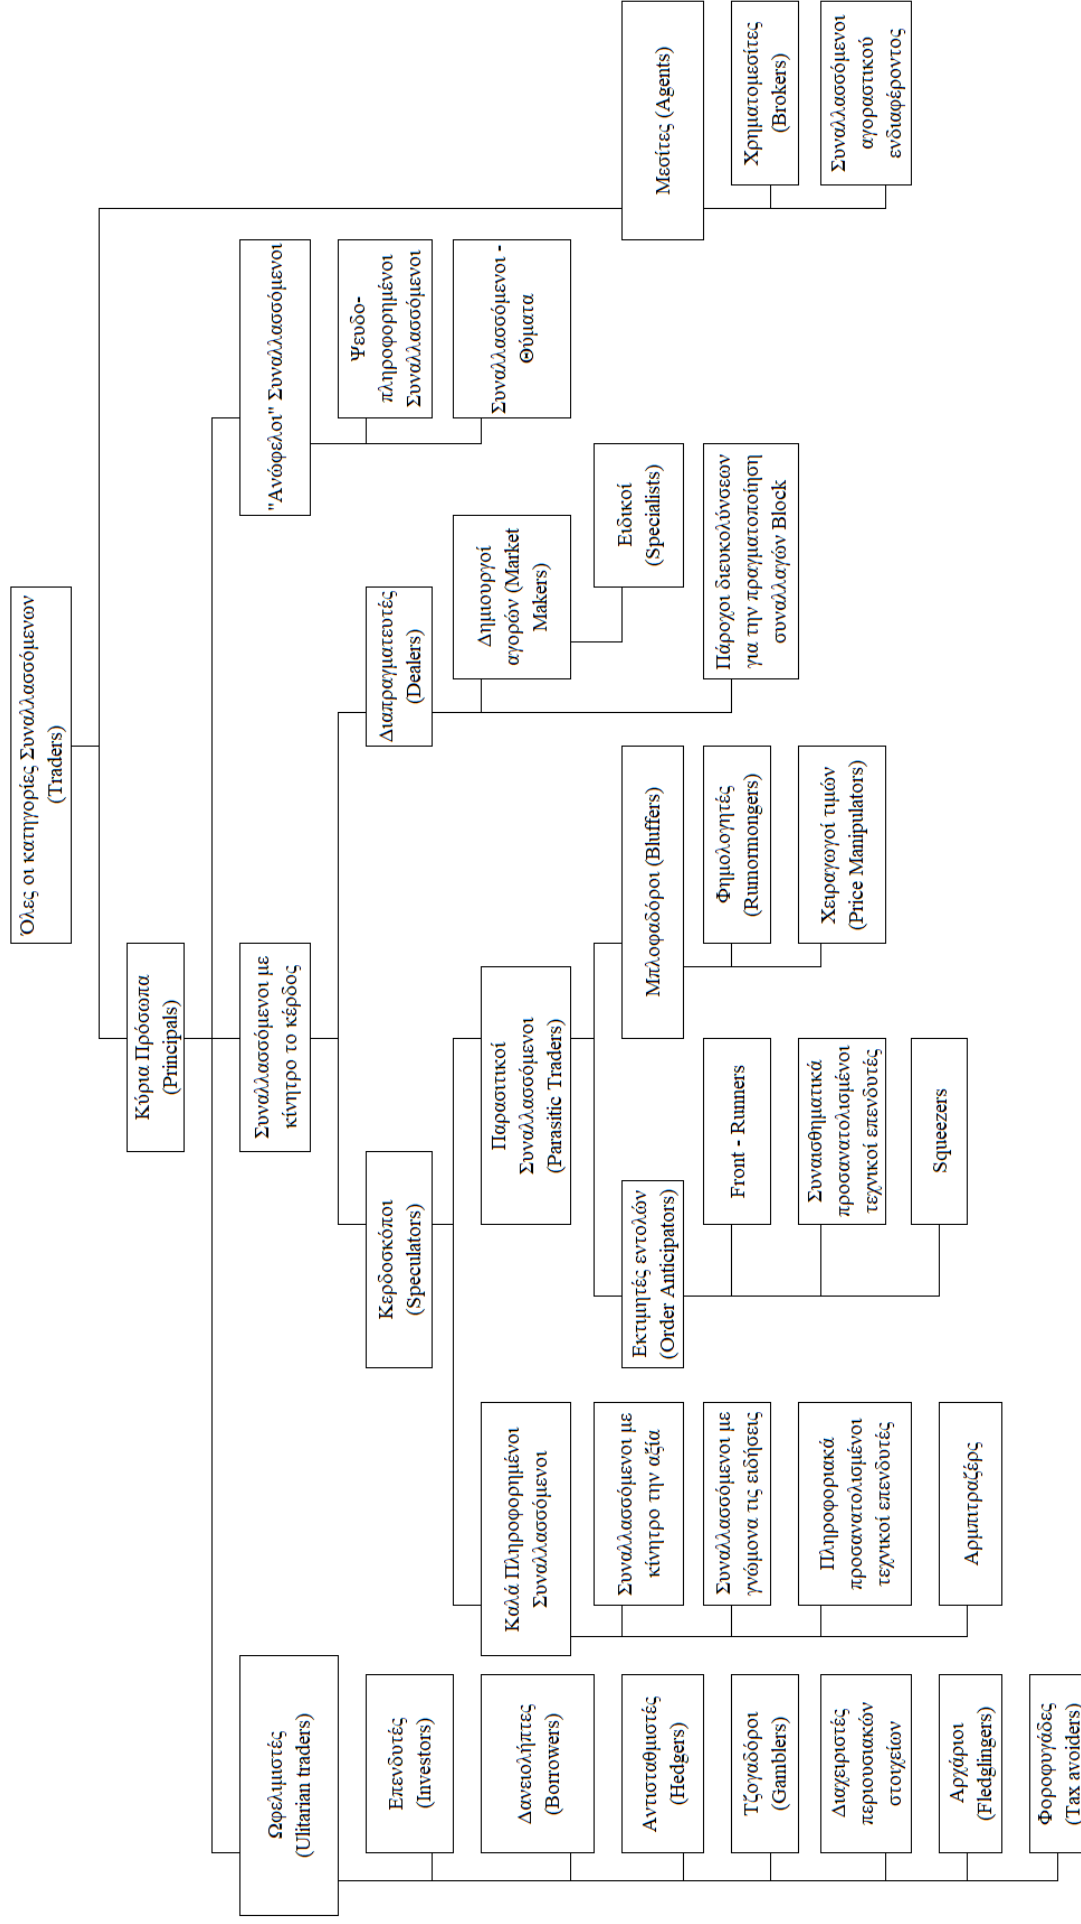 Όλες οι κατηγορίες Συναλλασσόμενων
(Traders)
Κύρια Πρόσωπα
(Principals)
Μεσίτες (Agents)
Χρηματομεσίτες
(Brokers)
Συναλλασσόμενοι
αγοραστικού
ενδιαφέροντος
Ωφελιμιστές
(Ulitarian traders)
Επενδυτές
(Investors)
Δανειολήπτες
(Borrowers)
Αντισταθμιστές
(Hedgers)
Τζογαδόροι
(Gamblers)
Διαχειριστές
περιουσιακών
στοιχείων
Αρχάριοι
(Fledglingers)
Φοροφυγάδες
(Tax avoiders)
Συναλλασσόμενοι με
κίνητρο το κέρδος
Κερδοσκόποι
(Speculators)
Καλά Πληροφορημένοι
Συναλλασσόμενοι
Συναλλασσόμενοι με
κίνητρο την αξία
Συναλλασσόμενοι με
γνώμονα τις ειδήσεις
Πληροφοριακά
προσανατολισμένοι
τεχνικοί επενδυτές
Αρμπιτραζέρς
Παρασιτικοί
Συναλλασσόμενοι
(Parasitic Traders)
Εκτιμητές εντολών
(Order Anticipators)
Front - Runners
Συναισθηματικά
προσανατολισμένοι
τεχνικοί επενδυτές
Squeezers
Μπλοφαδόροι (Bluffers)
Φημολογητές
(Rumormongers)
Χειραγωγοί τιμών
(Price Manipulators)
Διαπραγματευτές
(Dealers)
Δημιουργοί
αγορών (Market
Makers)
Ειδικοί
(Specialists)
Πάροχοι διευκολύνσεων
για την πραγματοποίηση
συναλλαγών Block
"Ανώφελοι" Συναλλασσόμενοι
Ψευδο-
πληροφορημένοι
Συναλλασσόμενοι
Συναλλασσόμενοι -
Θύματα